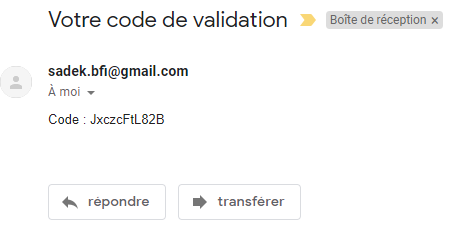 Votre code de validation Boîte de réception ×
sadek.bfi@gmail.com
À moi
Code : JxczcFtL82B
répondre transférer